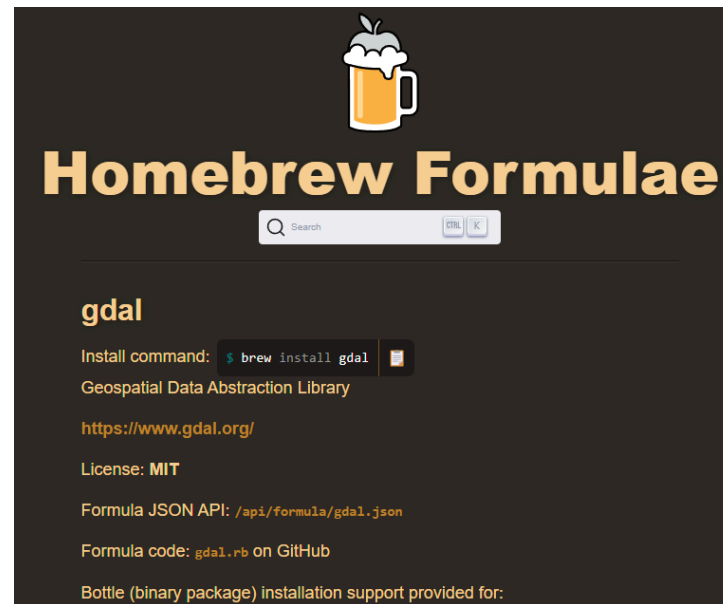 Homebrew Formulae
Search CTRL K
gdal
Install command: $ brew install gdal
Geospatial Data Abstraction Library
https://www.gdal.org/
License: MIT
Formula JSON API: /api/formula/gdal.json
Formula code: gdal.rb on GitHub
Bottle (binary package) installation support provided for: